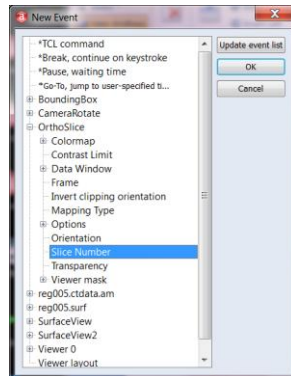 New Event
*TCL command
*Break, continue on keystroke
*Pause, waiting time
*Go-To, jump to user-specified ti...
BoundingBox
CameraRotate
OrthoSlice
Colormap
Contrast Limit
Data Window
Frame
Invert clipping orientation
Mapping Type
Options
Orientation
Slice Number
Transparency
Viewer mask
reg005.ctdata.am
reg005.surf
SurfaceView
SurfaceView2
Viewer 0
Viewer layout
Update event list
OK
Cancel